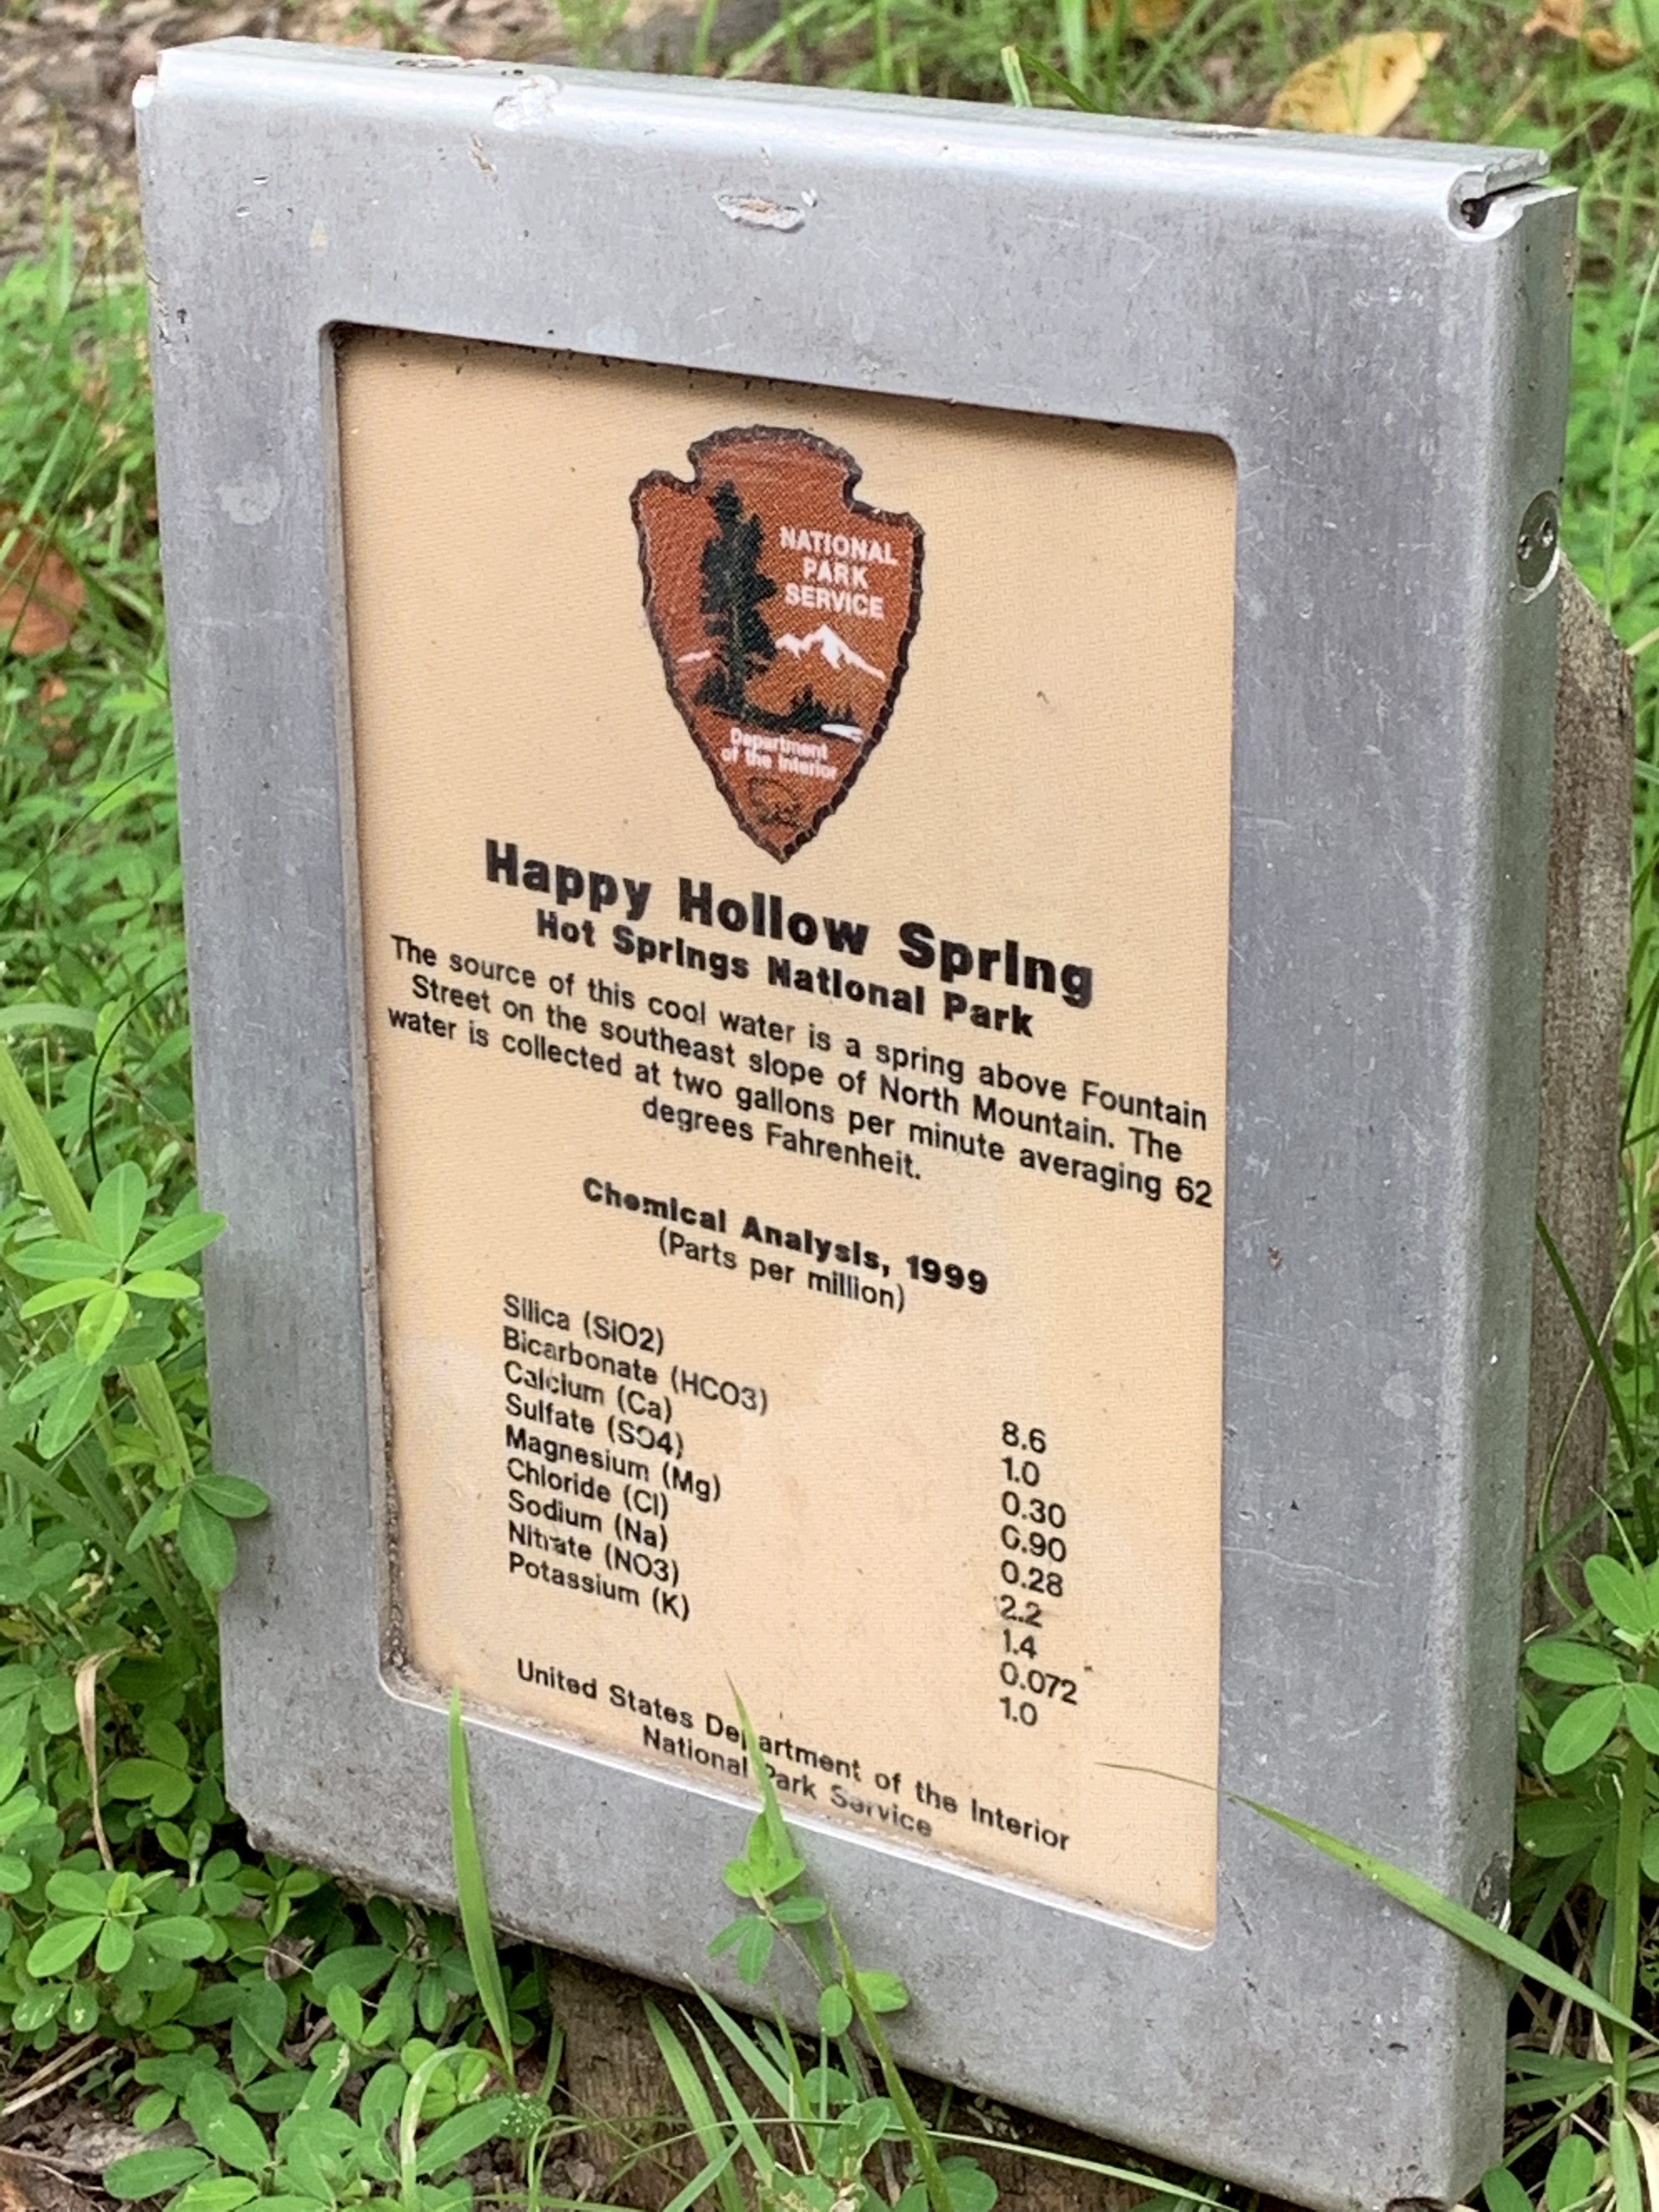 NATIONAL
PARK
SERVICE
Department
of the Interior
Happy Hollow Spring
Hot Springs National Park
The source of this cool water is a spring above Fountain
Street on the southeast slope of North Mountain. The
water is collected at two gallons per minute averaging 62
degrees Fahrenheit.
Chemical Analysis, 1999
(Parts per million)
Silica (SiO2) 8.6
Bicarbonate (HCO3) 1.0
Calcium (Ca) 0.30
Sulfate (SO4) 0.90
Magnesium (Mg) 0.28
Chloride (Cl) 2.2
Sodium (Na) 1.4
Nitrate (NO3) 0.072
Potassium (K) 1.0
United States Department of the Interior
National Park Service